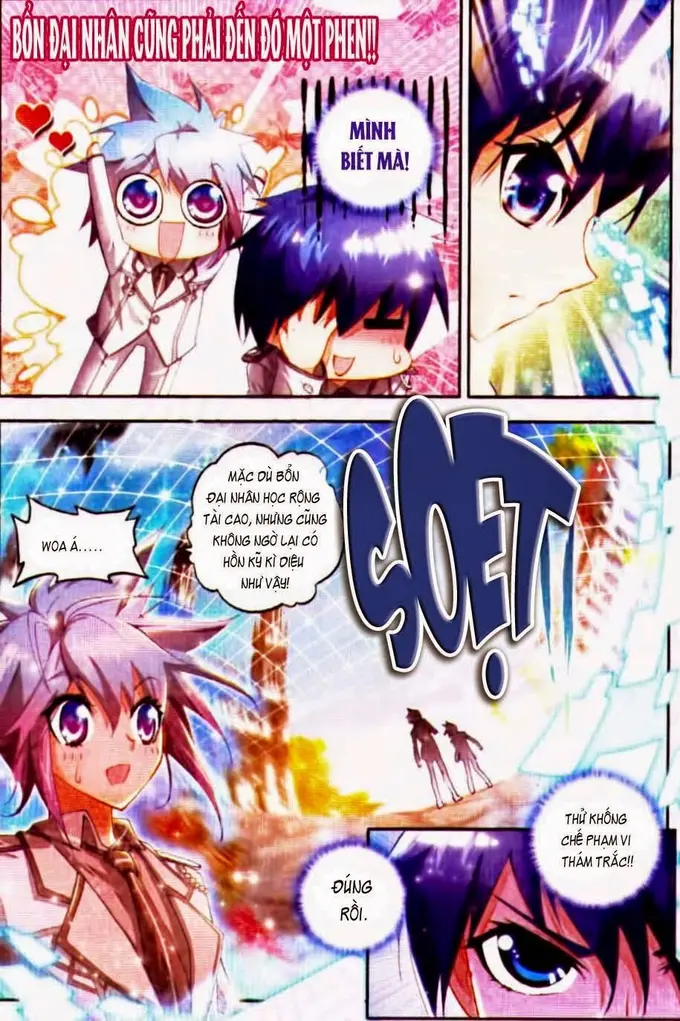 BỔN ĐẠI NHÂN CŨNG PHẢI ĐẾN ĐÓ MỘT PHEN!!
MÌNH
BIẾT MÀ!
WOA Á.....
MẶC DÙ BỔN
ĐẠI NHÂN HỌC RỘNG
TÀI CAO, NHƯNG CŨNG
KHÔNG NGỜ LẠI CÓ
HỒN KỸ KÌ DIỆU
NHƯ VẬY!
SOẸT
THỬ KHỐNG
CHẾ PHẠM VI
THÁM TRẮC!!
ĐÚNG
RỒI.